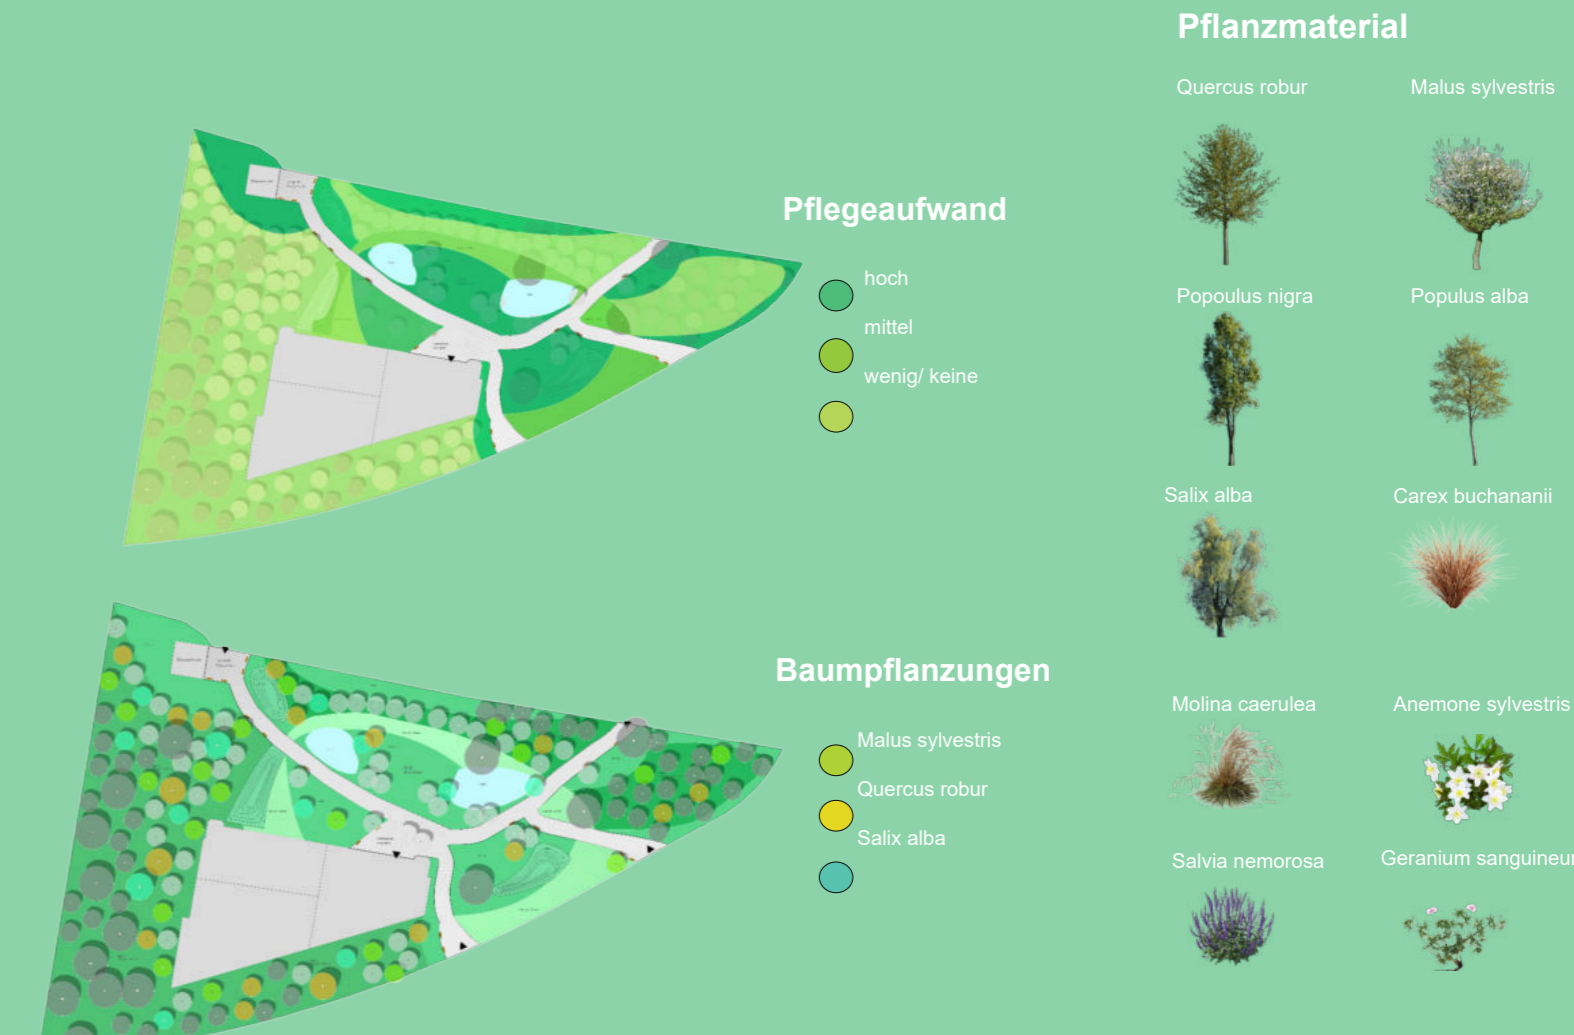 Pflanzmaterial
Quercus robur
Malus sylvestris
Popoulus nigra
Populus alba
Salix alba
Carex buchananii
Molina caerulea
Anemone sylvestris
Salvia nemorosa
Geranium sanguineur
Pflegeaufwand
hoch
mittel
wenig/ keine
Baumpflanzungen
Malus sylvestris
Quercus robur
Salix alba